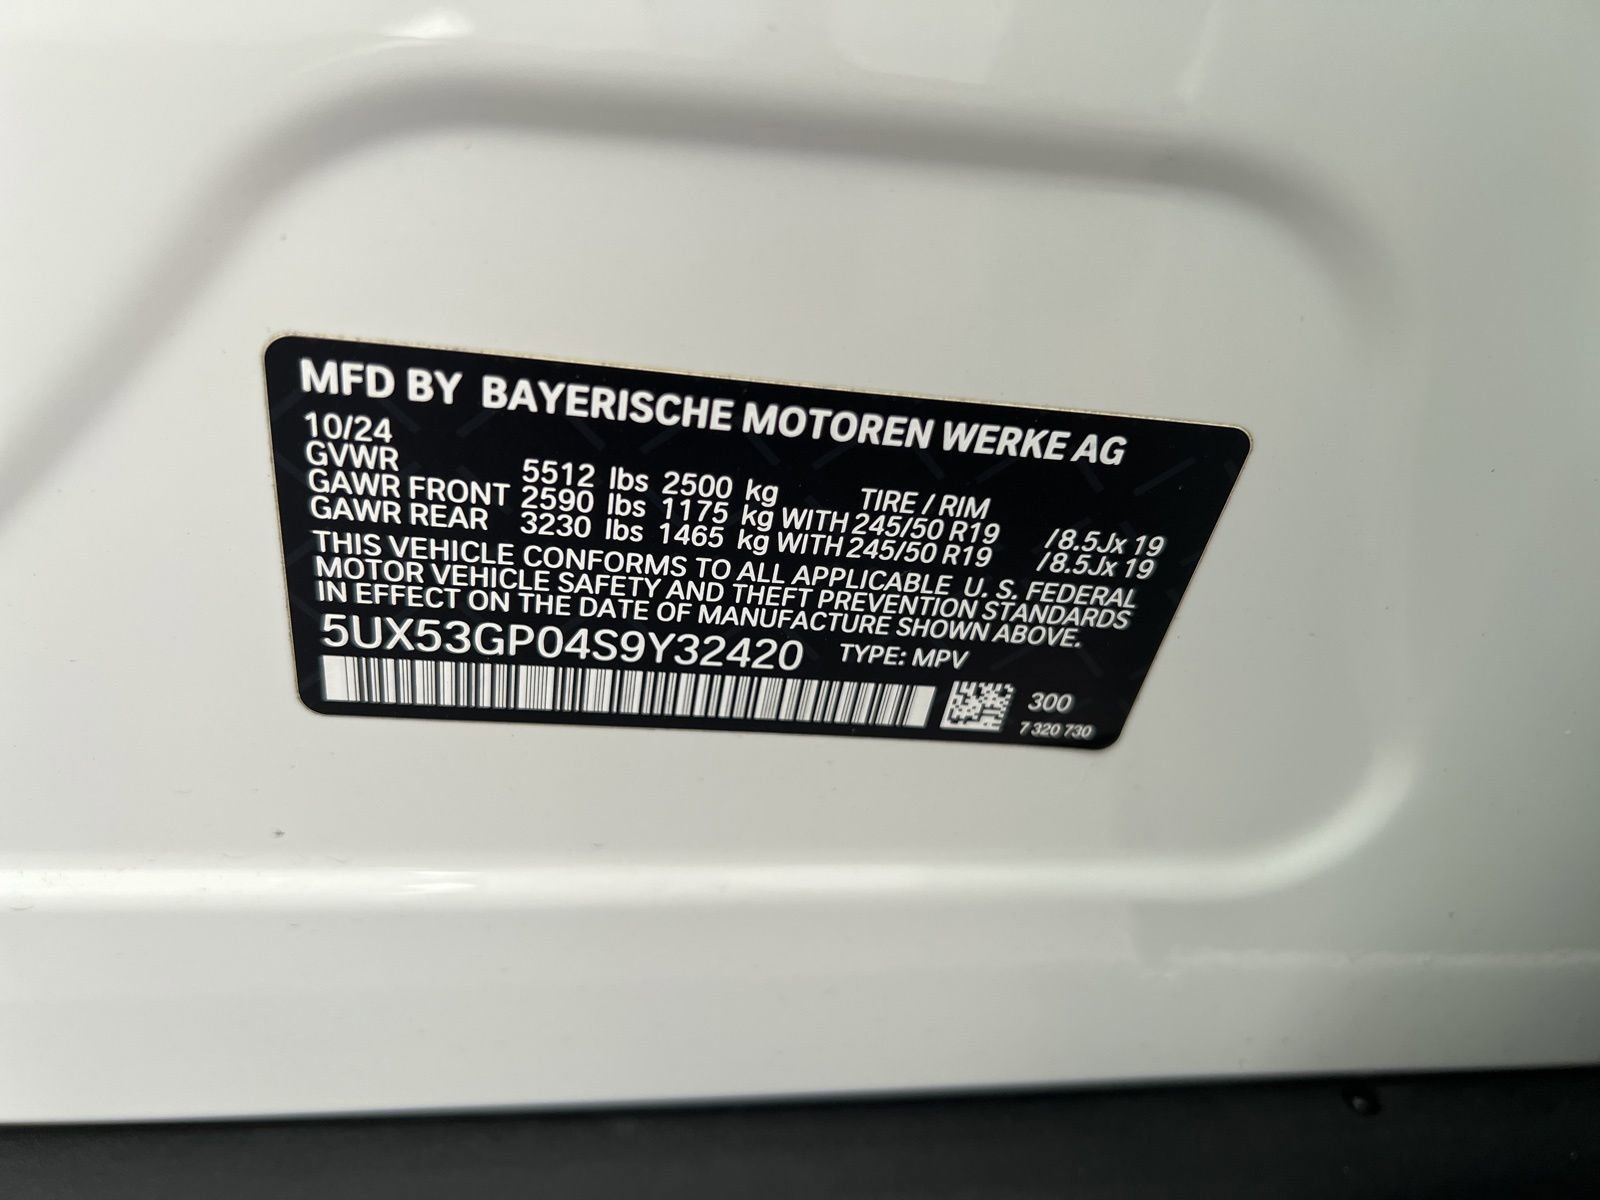 MFD BY BAYERISCHE MOTOREN WERKE AG
10/24
GVWR 5512 lbs 2500 kg TIRE / RIM
GAWR FRONT 2590 lbs 1175 kg WITH 245/50 R19 /8.5Jx 19
GAWR REAR 3230 lbs 1465 kg WITH 245/50 R19 /8.5Jx 19
THIS VEHICLE CONFORMS TO ALL APPLICABLE U. S. FEDERAL
MOTOR VEHICLE SAFETY AND THEFT PREVENTION STANDARDS
IN EFFECT ON THE DATE OF MANUFACTURE SHOWN ABOVE.
5UX53GP04S9Y32420 TYPE: MPV
300
7 320 730